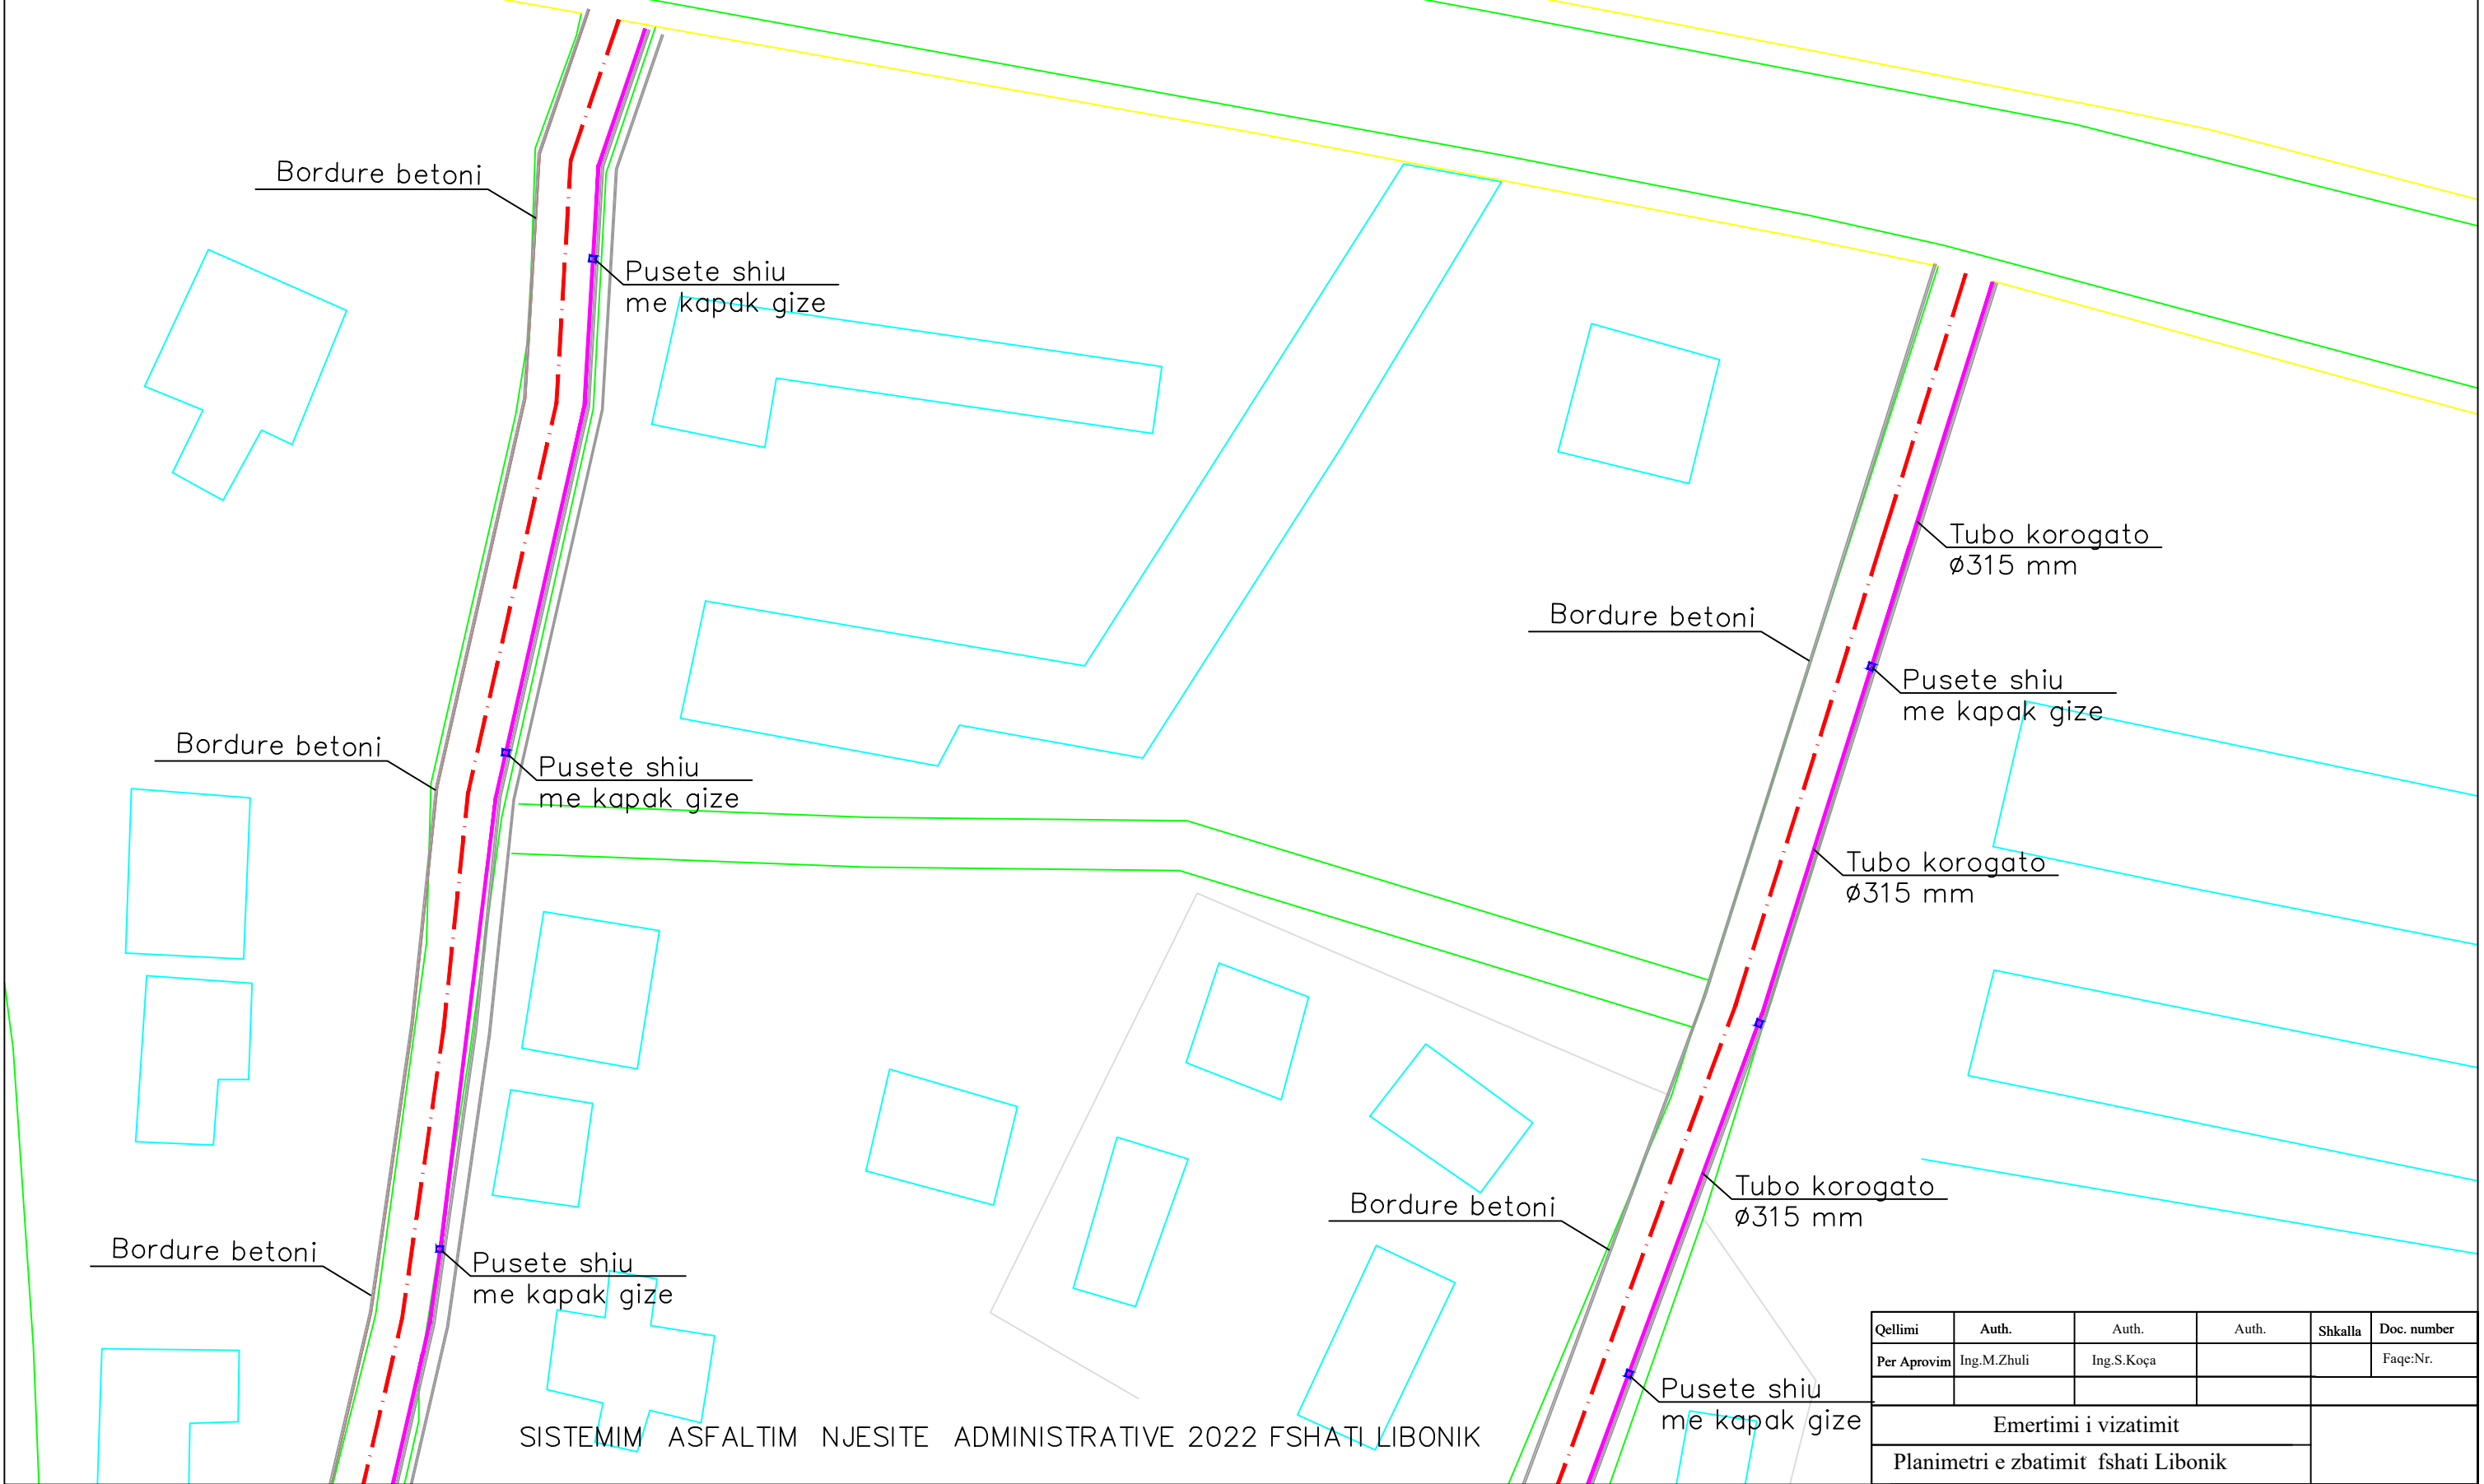 Bordure betoni
Pusete shiu
me kapak gize
Tubo korogato
Ø315 mm
Bordure betoni
Pusete shiu
me kapak gize
Bordure betoni
Pusete shiu
me kapak gize
Tubo korogato
Ø315 mm
Tubo korogato
Ø315 mm
Bordure betoni
Bordure betoni
Pusete shiu
me kapak gize
Pusete shiu
me kapak gize
SISTEMIM ASFALTIM NJESITE ADMINISTRATIVE 2022 FSHATI LIBONIK
Qellimi Auth. Auth. Auth. Shkalla Doc. number
Per Aprovim Ing.M.Zhuli Ing.S.Koça Faqe:Nr.
Emertimi i vizatimit
Planimetri e zbatimit fshati Libonik